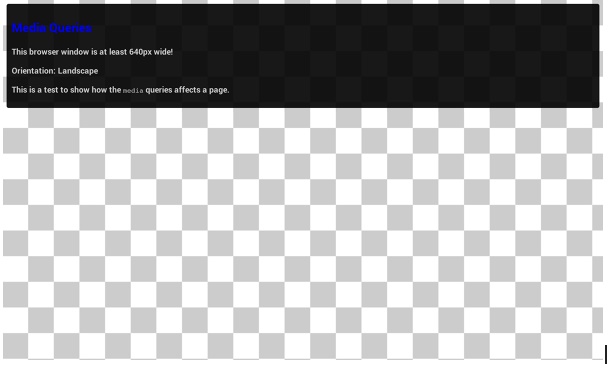 Media Queries
This browser window is at least 640px wide!
Orientation: Landscape
This is a test to show how the media queries affects a page.